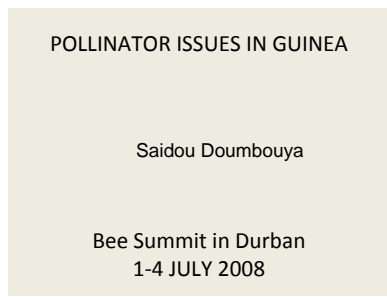 POLLINATOR ISSUES IN GUINEA
Saidou Doumbouya
Bee Summit in Durban
1-4 JULY 2008